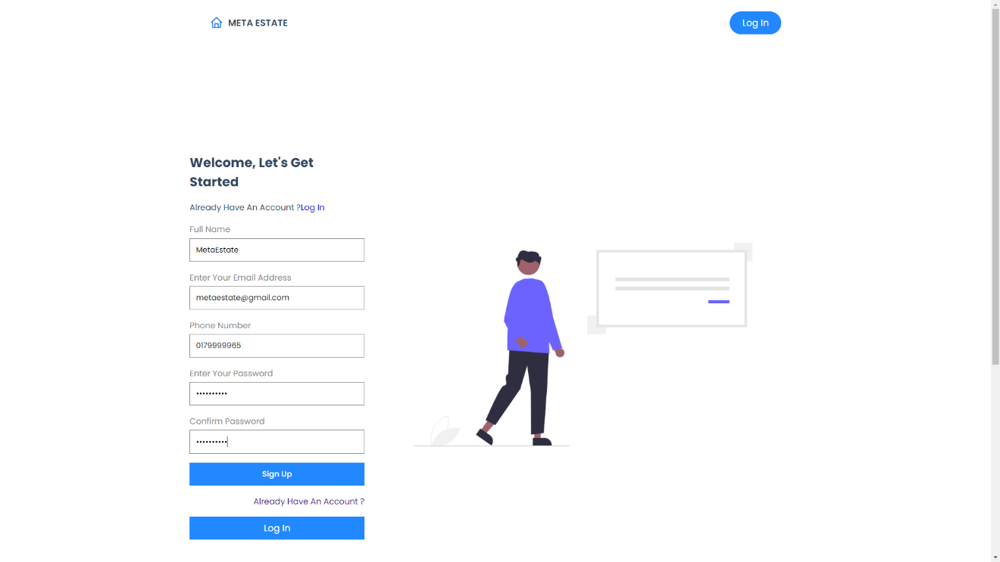 META ESTATE
Log In
Welcome, Let's Get
Started
Already Have An Account ?Log In
Full Name
MetaEstate
Enter Your Email Address
metaestate@gmail.com
Phone Number
0179999965
Enter Your Password
••••••••••
Confirm Password
••••••••••
Sign Up
Already Have An Account ?
Log In